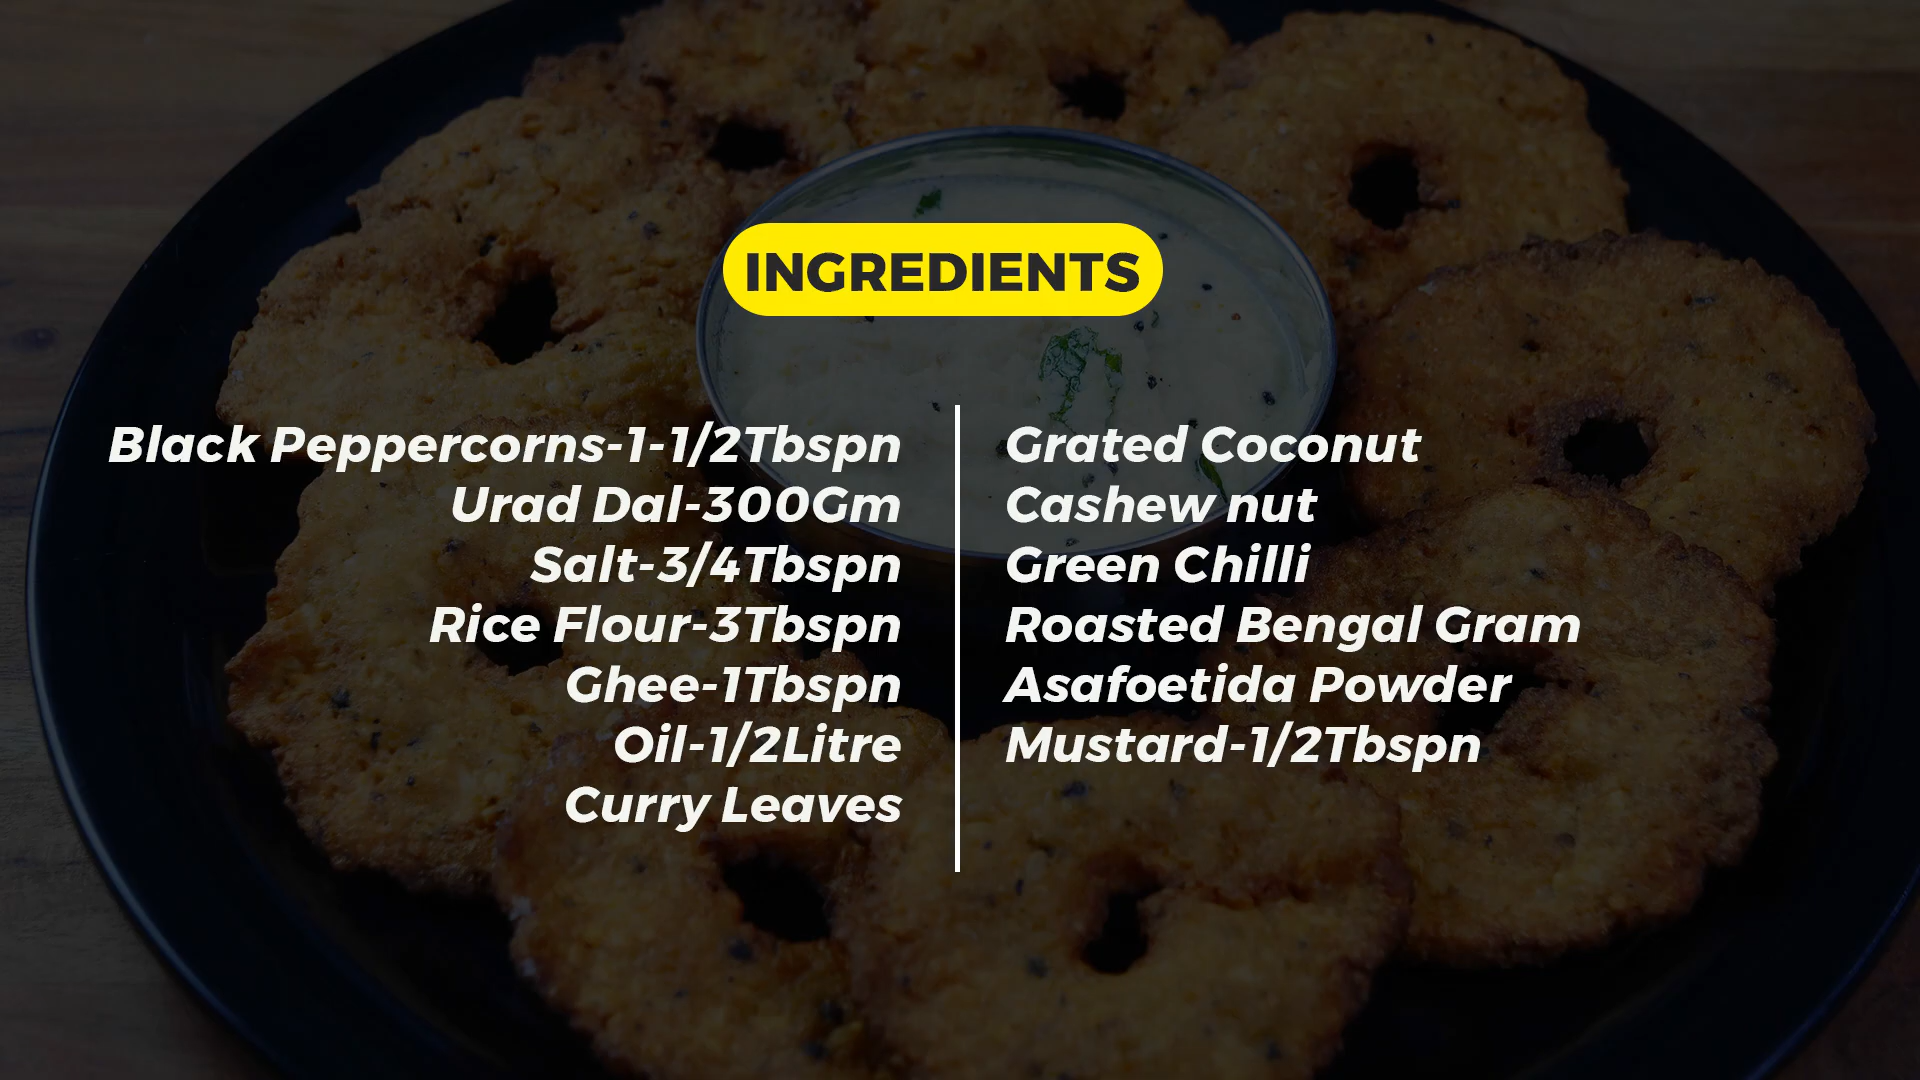 INGREDIENTS
Black Peppercorns-1-1/2Tbspn
Urad Dal-300Gm
Salt-3/4Tbspn
Rice Flour-3Tbspn
Ghee-1Tbspn
Oil-1/2Litre
Curry Leaves
Grated Coconut
Cashew nut
Green Chilli
Roasted Bengal Gram
Asafoetida Powder
Mustard-1/2Tbspn